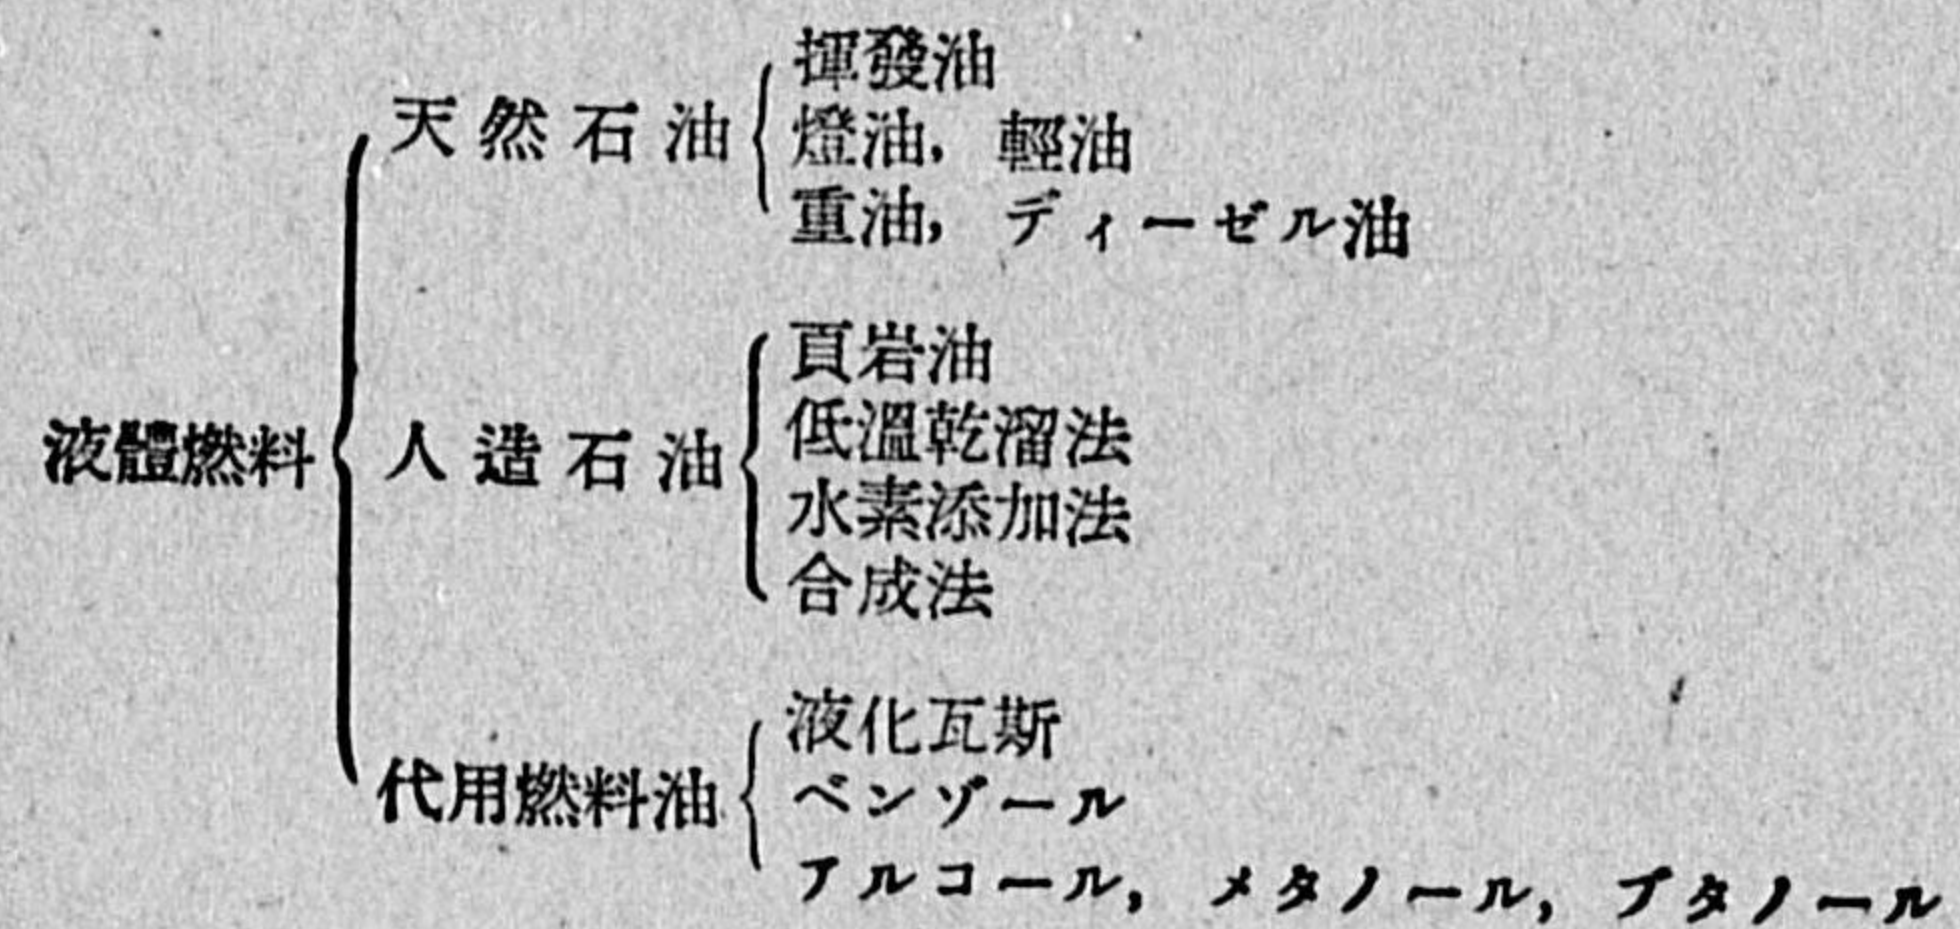 液體燃料
天然石油
揮發油
燈油, 輕油
重油, ディーゼル油
人造石油
頁岩油
低溫乾溜法
水素添加法
合成法
代用燃料油
液化瓦斯
ベンゾール
アルコール, メタノール, ブタノール